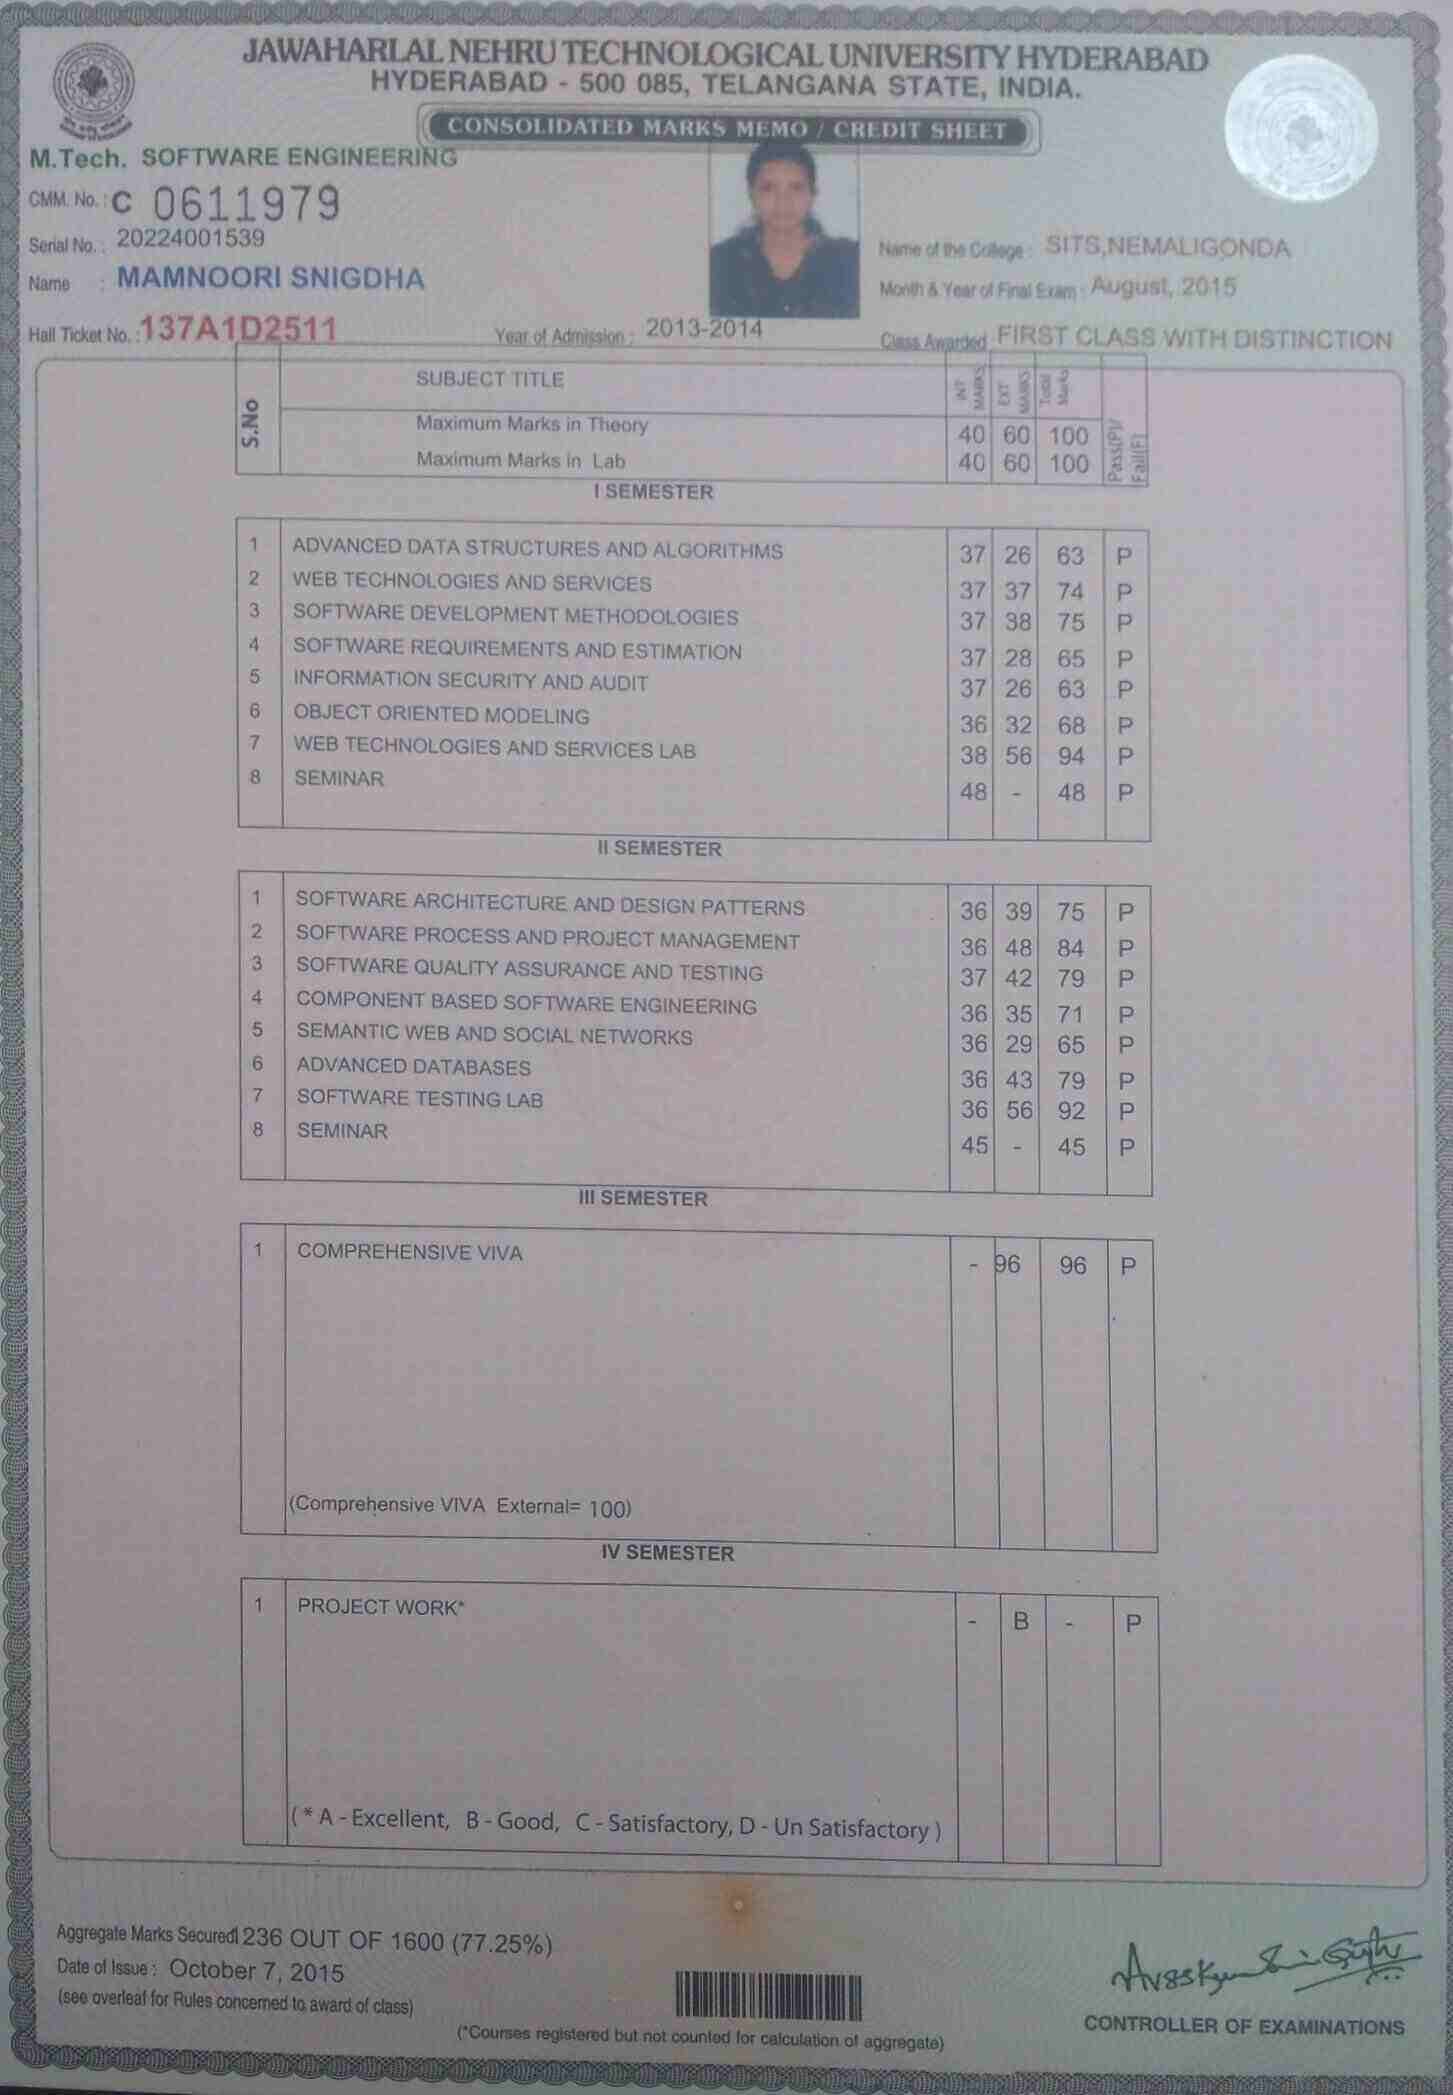 JAWAHARLAL NEHRU TECHNOLOGICAL UNIVERSITY HYDERABAD
HYDERABAD - 500 085, TELANGANA STATE, INDIA.
CONSOLIDATED MARKS MEMO / CREDIT SHEET
M.Tech. SOFTWARE ENGINEERING
CMM. No. : C 0611979
Serial No. : 20224001539
Name of the College : SITS,NEMALIGONDA
Name : MAMNOORI SNIGDHA
Month & Year of Final Exam : August, 2015
Hall Ticket No. : 137A1D2511 Year of Admission : 2013-2014 Class Awarded FIRST CLASS WITH DISTINCTION
S.No SUBJECT TITLE INT MARKS EXT MARKS Total Marks Pass(P)/ Fail(F)
Maximum Marks in Theory 40 60 100
Maximum Marks in Lab 40 60 100
I SEMESTER
1 ADVANCED DATA STRUCTURES AND ALGORITHMS 37 26 63 P
2 WEB TECHNOLOGIES AND SERVICES 37 37 74 P
3 SOFTWARE DEVELOPMENT METHODOLOGIES 37 38 75 P
4 SOFTWARE REQUIREMENTS AND ESTIMATION 37 28 65 P
5 INFORMATION SECURITY AND AUDIT 37 26 63 P
6 OBJECT ORIENTED MODELING 36 32 68 P
7 WEB TECHNOLOGIES AND SERVICES LAB 38 56 94 P
8 SEMINAR 48 - 48 P
II SEMESTER
1 SOFTWARE ARCHITECTURE AND DESIGN PATTERNS 36 39 75 P
2 SOFTWARE PROCESS AND PROJECT MANAGEMENT 36 48 84 P
3 SOFTWARE QUALITY ASSURANCE AND TESTING 37 42 79 P
4 COMPONENT BASED SOFTWARE ENGINEERING 36 35 71 P
5 SEMANTIC WEB AND SOCIAL NETWORKS 36 29 65 P
6 ADVANCED DATABASES 36 43 79 P
7 SOFTWARE TESTING LAB 36 56 92 P
8 SEMINAR 45 - 45 P
III SEMESTER
1 COMPREHENSIVE VIVA - 96 96 P
(Comprehensive VIVA External= 100)
IV SEMESTER
1 PROJECT WORK* - B - P
( * A - Excellent, B - Good, C - Satisfactory, D - Un Satisfactory )
Aggregate Marks Secured 1236 OUT OF 1600 (77.25%)
Date of Issue : October 7, 2015
(see overleaf for Rules concerned to award of class)
CONTROLLER OF EXAMINATIONS
(*Courses registered but not counted for calculation of aggregate)